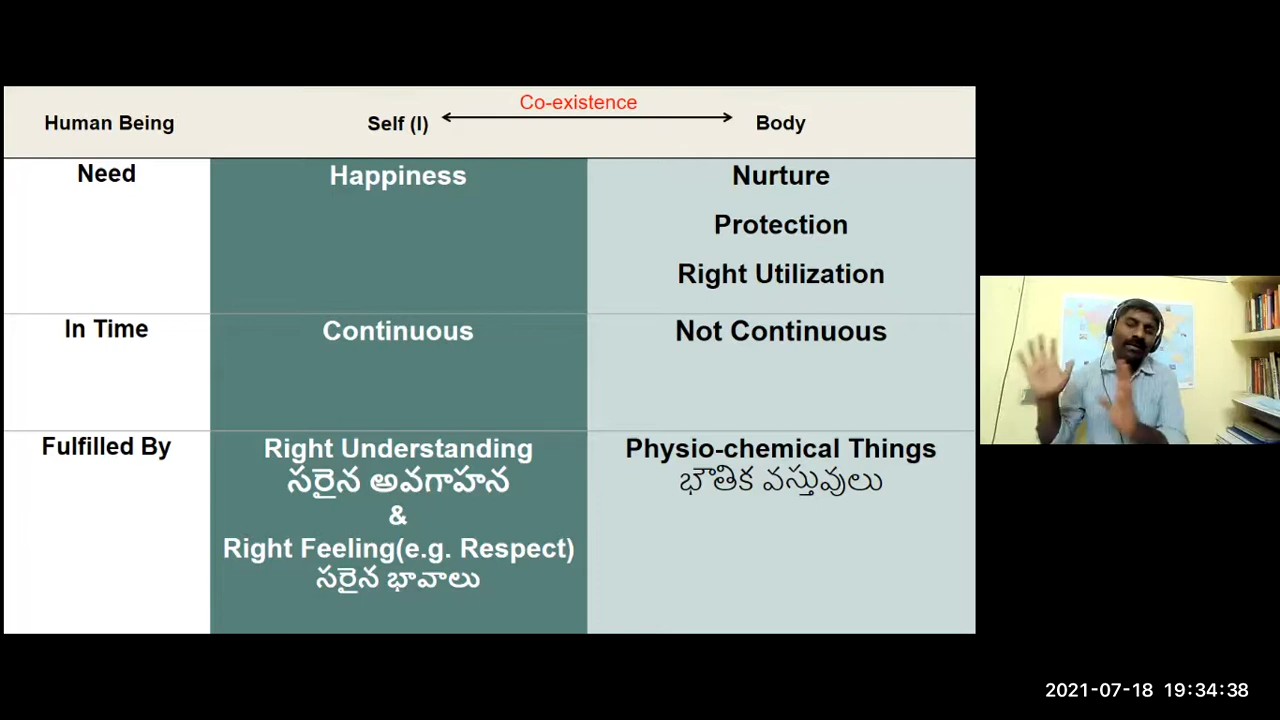 Co-existence
Human Being Self (I) Body
Need Happiness Nurture
Protection
Right Utilization
In Time Continuous Not Continuous
Fulfilled By Right Understanding Physio-chemical Things
సరైన అవగాహన భౌతిక వస్తువులు
&
Right Feeling(e.g. Respect)
సరైన భావాలు
2021-07-18 19:34:38